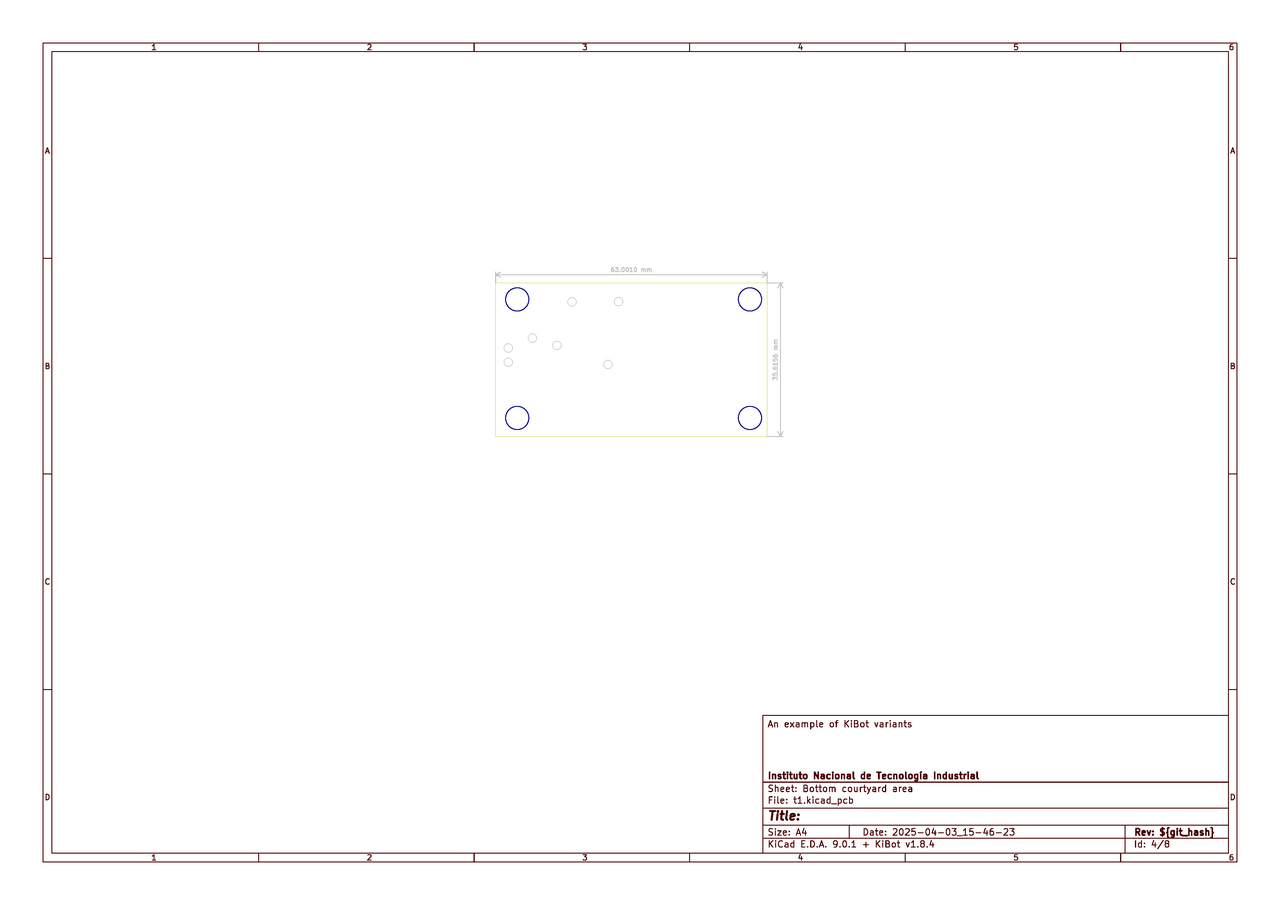 1 2 3 4 5 6
A A
63.0010 mm
35.6156 mm
B B
C C
An example of KiBot variants
Instituto Nacional de Tecnología Industrial
Sheet: Bottom courtyard area
File: t1.kicad_pcb
D D
Title:
Size: A4 Date: 2025-04-03_15-46-23 Rev: ${git_hash}
KiCad E.D.A. 9.0.1 + KiBot v1.8.4 Id: 4/8
1 2 3 4 5 6